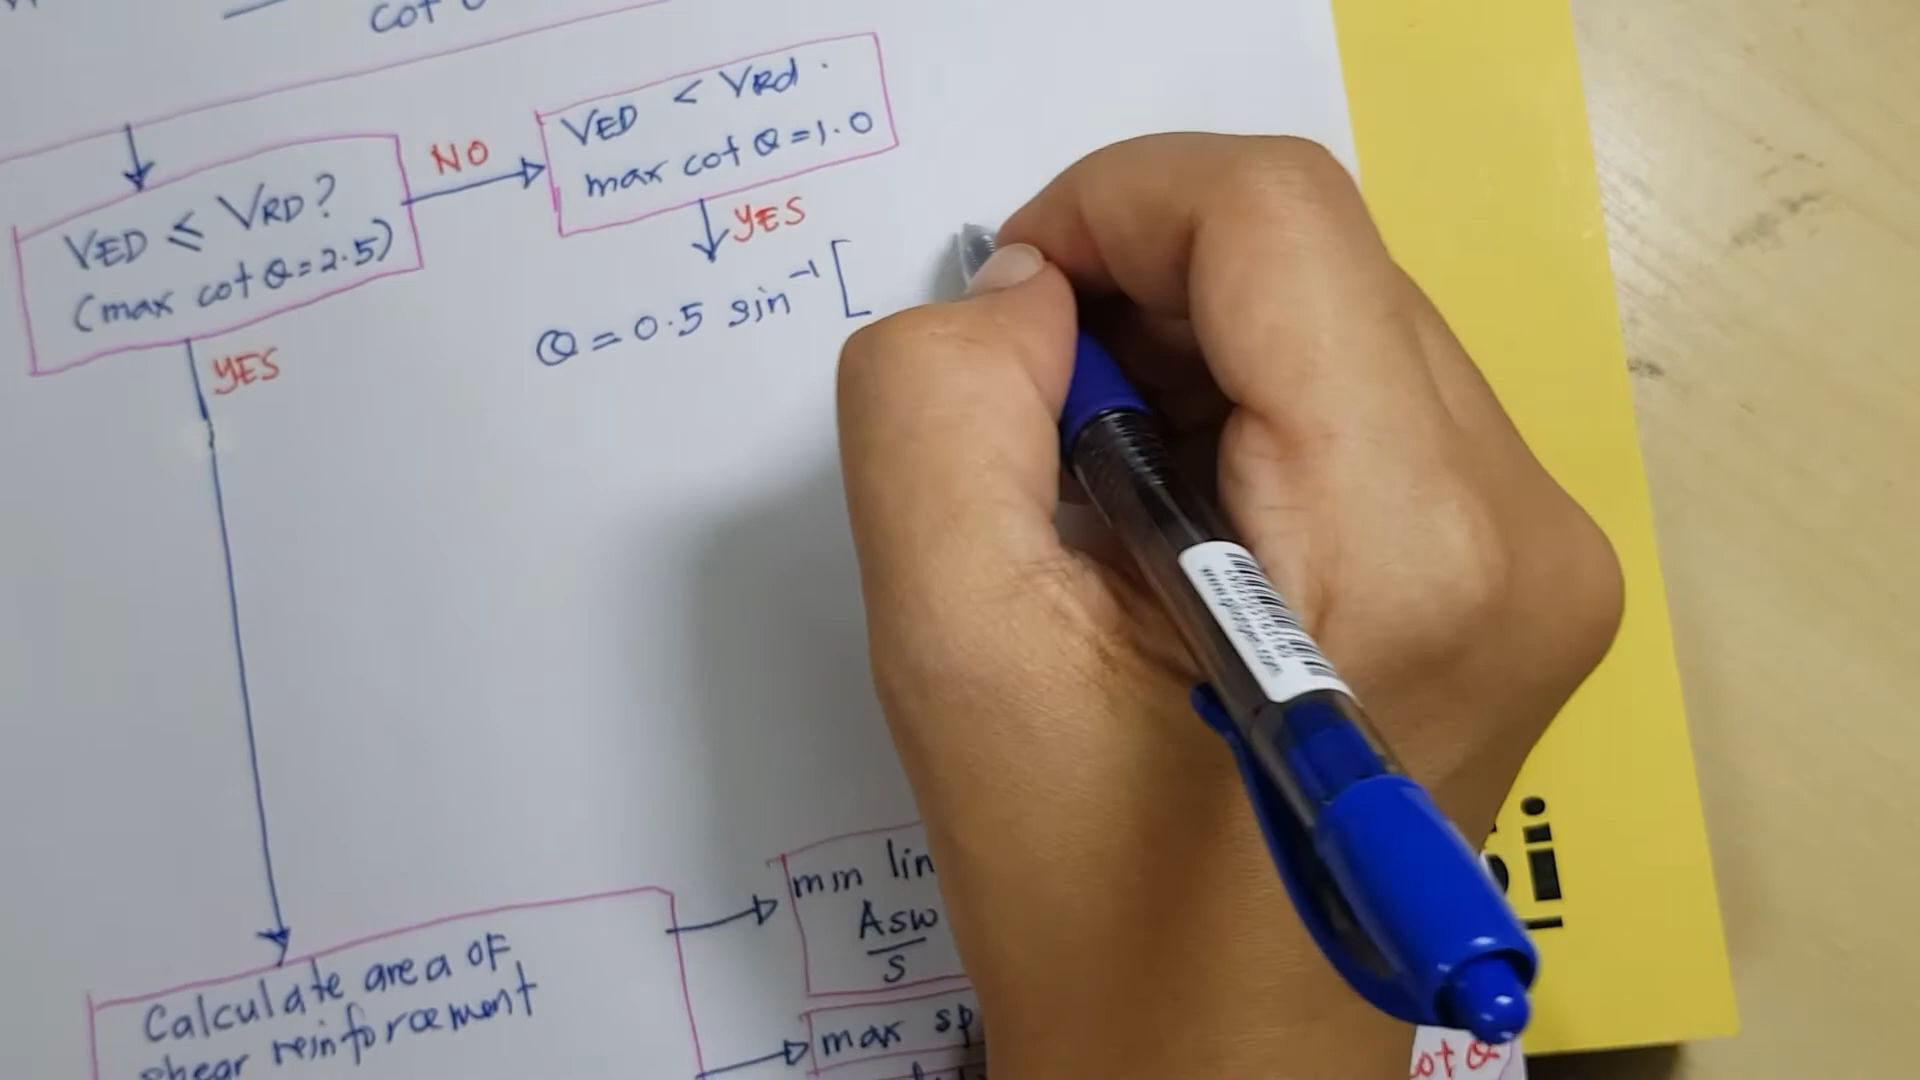 cot
VED < VRd.
max cot θ = 1.0
NO
VED ≤ VRD?
(max cot θ = 2.5)
YES
YES
θ = 0.5 sin⁻¹ [
min lin
Asw
s
Calculate area of
shear reinforcement
max sp
cot θ